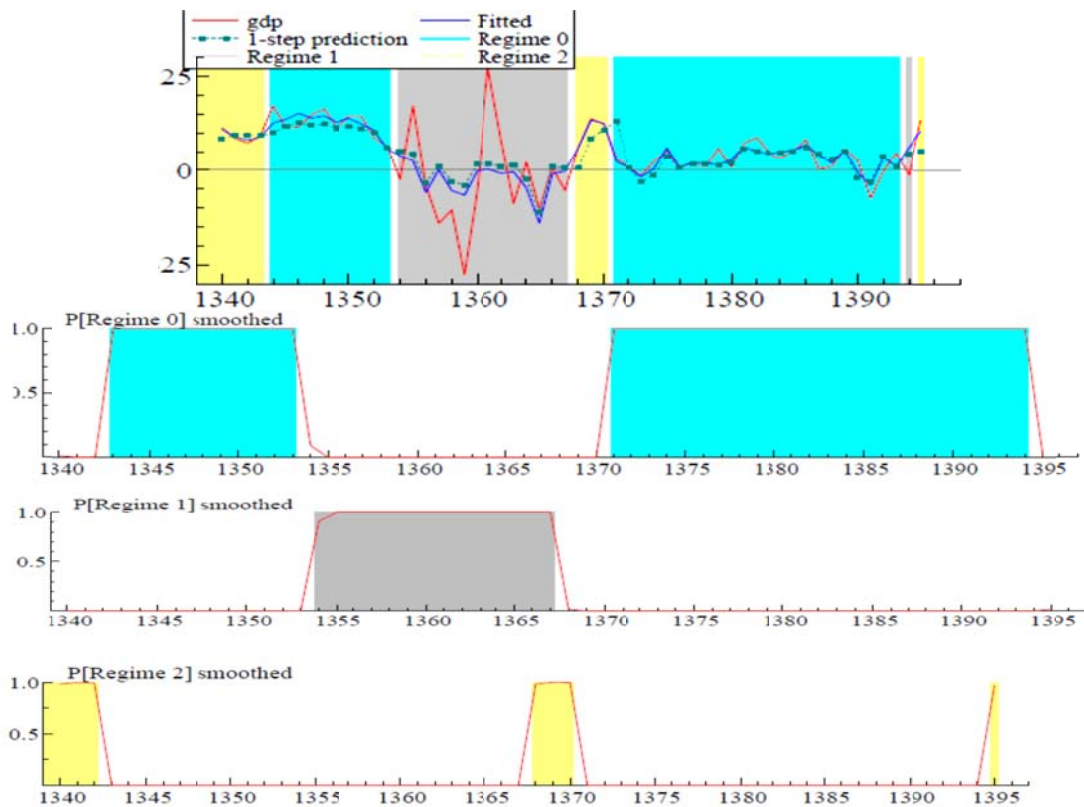 gdp Fitted
1-step prediction Regime 0
Regime 1 Regime 2
25
0
25
1340 1350 1360 1370 1380 1390
P[Regime 0] smoothed
1.0
0.5
1340 1345 1350 1355 1360 1365 1370 1375 1380 1385 1390 1395
P[Regime 1] smoothed
1.0
0.5
1340 1345 1350 1355 1360 1365 1370 1375 1380 1385 1390 1395
P[Regime 2] smoothed
1.0
0.5
1340 1345 1350 1355 1360 1365 1370 1375 1380 1385 1390 1395